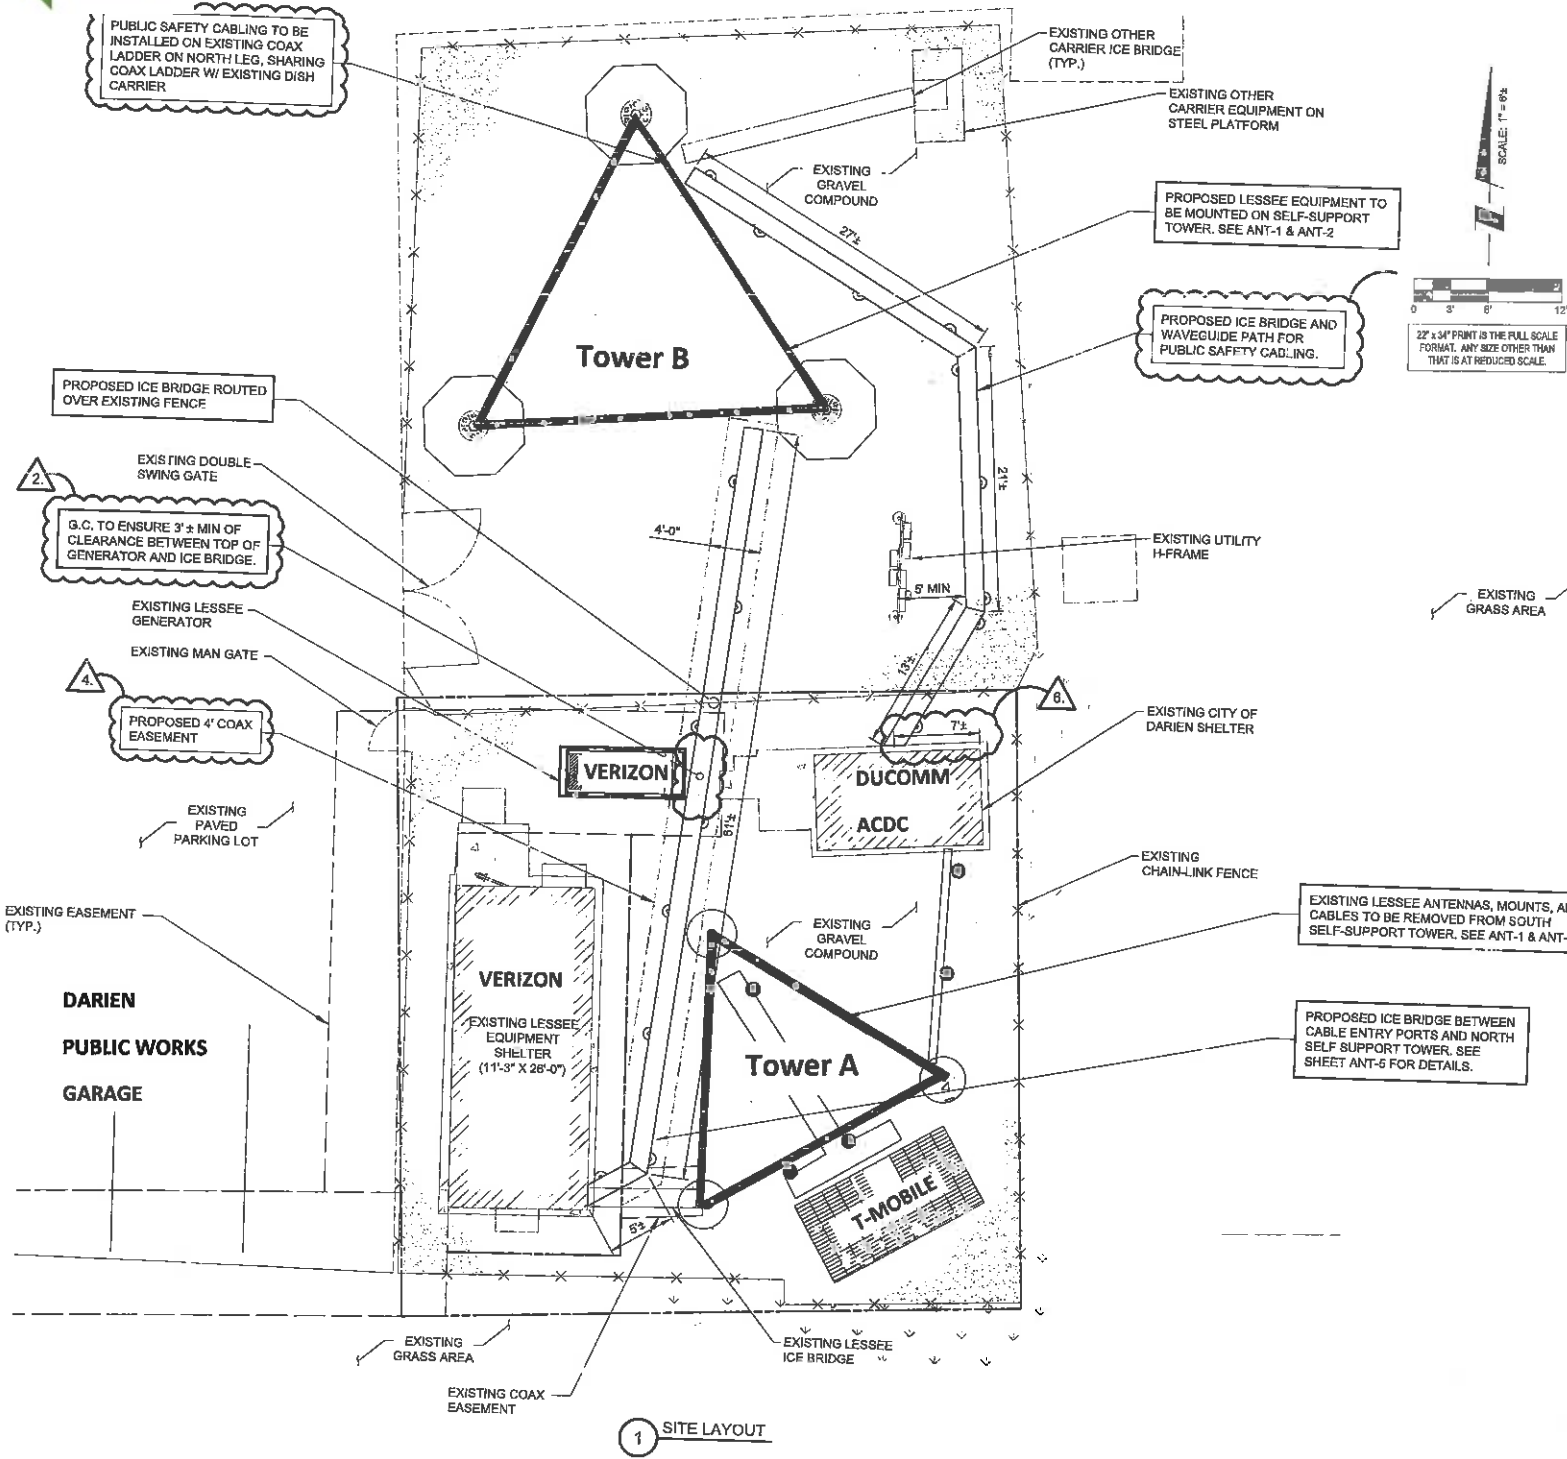 PUBLIC SAFETY CABLING TO BE
INSTALLED ON EXISTING COAX
LADDER ON NORTH LEG, SHARING
COAX LADDER W/ EXISTING DISH
CARRIER
EXISTING OTHER
CARRIER ICE BRIDGE
(TYP.)
EXISTING OTHER
CARRIER EQUIPMENT ON
STEEL PLATFORM
SCALE: 1" = 6'±
EXISTING
GRAVEL
COMPOUND
PROPOSED LESSEE EQUIPMENT TO
BE MOUNTED ON SELF-SUPPORT
TOWER. SEE ANT-1 & ANT-2
27'±
0 3' 6' 12'
22" x 34" PRINT IS THE FULL SCALE
FORMAT. ANY SIZE OTHER THAN
THAT IS AT REDUCED SCALE.
PROPOSED ICE BRIDGE AND
WAVEGUIDE PATH FOR
PUBLIC SAFETY CABLING.
Tower B
PROPOSED ICE BRIDGE ROUTED
OVER EXISTING FENCE
EXISTING DOUBLE
SWING GATE
2.
G.C. TO ENSURE 3' ± MIN OF
CLEARANCE BETWEEN TOP OF
GENERATOR AND ICE BRIDGE.
21'±
4'-0"
EXISTING UTILITY
H-FRAME
5' MIN
EXISTING
GRASS AREA
EXISTING LESSEE
GENERATOR
EXISTING MAN GATE
13'±
4.
PROPOSED 4' COAX
EASEMENT
6.
7'±
EXISTING CITY OF
DARIEN SHELTER
VERIZON
DUCOMM
ACDC
EXISTING
PAVED
PARKING LOT
61'±
EXISTING
CHAIN-LINK FENCE
EXISTING EASEMENT
(TYP.)
EXISTING
GRAVEL
COMPOUND
EXISTING LESSEE ANTENNAS, MOUNTS,
CABLES TO BE REMOVED FROM SOUTH
SELF-SUPPORT TOWER. SEE ANT-1 & ANT-
DARIEN
PUBLIC WORKS
GARAGE
VERIZON
EXISTING LESSEE
EQUIPMENT
SHELTER
(11'-3" X 26'-0")
Tower A
PROPOSED ICE BRIDGE BETWEEN
CABLE ENTRY PORTS AND NORTH
SELF SUPPORT TOWER. SEE
SHEET ANT-5 FOR DETAILS.
T-MOBILE
5'±
EXISTING
GRASS AREA
EXISTING LESSEE
ICE BRIDGE
EXISTING COAX
EASEMENT
1 SITE LAYOUT